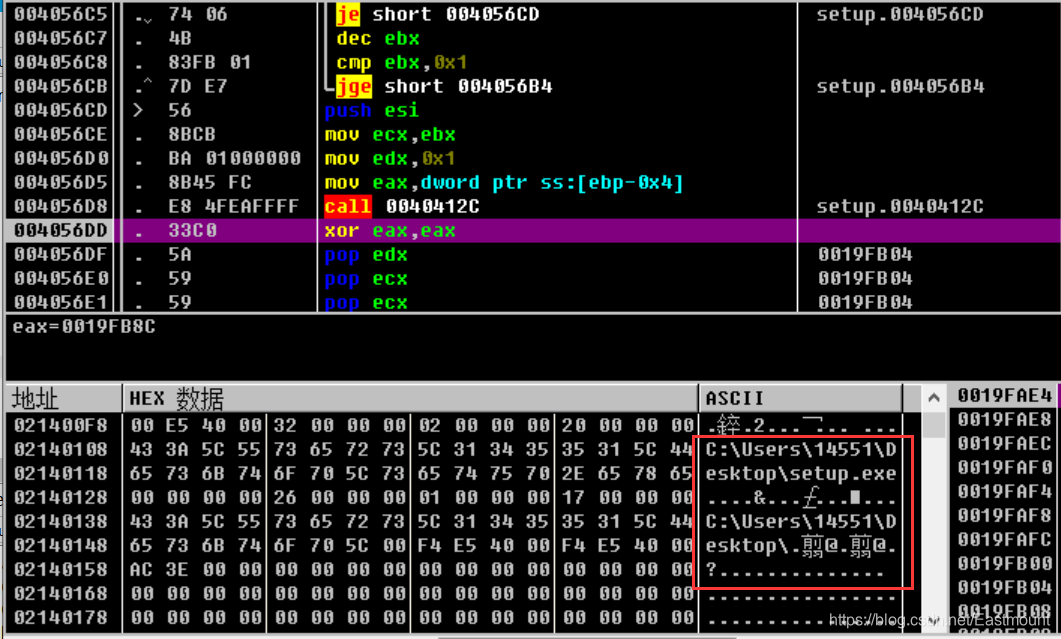 004056C5 .⌄ 74 06 je short 004056CD setup.004056CD
004056C7 . 4B dec ebx
004056C8 . 83FB 01 cmp ebx,0x1
004056CB .^ 7D E7 jge short 004056B4 setup.004056B4
004056CD > 56 push esi
004056CE . 8BCB mov ecx,ebx
004056D0 . BA 01000000 mov edx,0x1
004056D5 . 8B45 FC mov eax,dword ptr ss:[ebp-0x4]
004056D8 . E8 4FEAFFFF call 0040412C setup.0040412C
004056DD . 33C0 xor eax,eax
004056DF . 5A pop edx 0019FB04
004056E0 . 59 pop ecx 0019FB04
004056E1 . 59 pop ecx 0019FB04
eax=0019FB8C
地址 HEX 数据 ASCII 0019FAE4
021400F8 00 E5 40 00 32 00 00 00 02 00 00 00 20 00 00 00 .鋅.2...¬... ... 0019FAE8
02140108 43 3A 5C 55 73 65 72 73 5C 31 34 35 35 31 5C 44 C:\Users\14551\D 0019FAEC
02140118 65 73 6B 74 6F 70 5C 73 65 74 75 70 2E 65 78 65 esktop\setup.exe 0019FAF0
02140128 00 00 00 00 26 00 00 00 01 00 00 00 17 00 00 00 ....&... ... ... 0019FAF4
02140138 43 3A 5C 55 73 65 72 73 5C 31 34 35 35 31 5C 44 C:\Users\14551\D 0019FAF8
02140148 65 73 6B 74 6F 70 5C 00 F4 E5 40 00 F4 E5 40 00 esktop\.翦@.翦@. 0019FAFC
02140158 AC 3E 00 00 00 00 00 00 00 00 00 00 00 00 00 00 ?.............. 0019FB00
02140168 00 00 00 00 00 00 00 00 00 00 00 00 00 00 00 00 ................ 0019FB04
02140178 00 00 00 00 00 00 00 00 00 00 00 00 00 00 00 00 0019FB08
https://blog.csdn.net/Eastmount